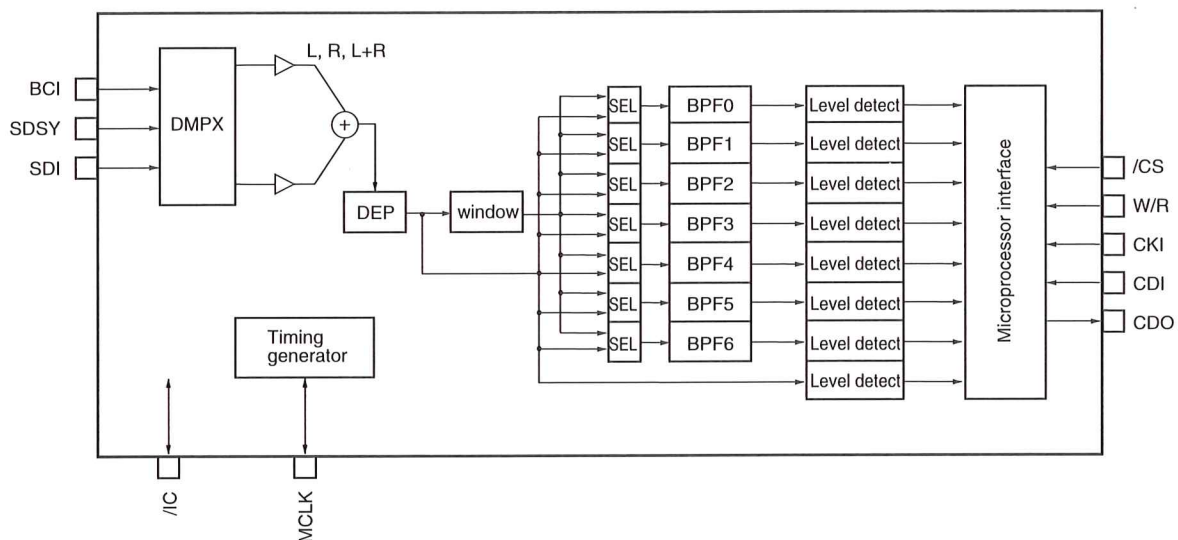 L, R, L+R
BCI
SDSY
SDI
DMPX
+
DEP
window
SEL
BPF0
Level detect
SEL
BPF1
Level detect
SEL
BPF2
Level detect
SEL
BPF3
Level detect
SEL
BPF4
Level detect
SEL
BPF5
Level detect
SEL
BPF6
Level detect
Level detect
Microprocessor interface
/CS
W/R
CKI
CDI
CDO
Timing
generator
/IC
MCLK